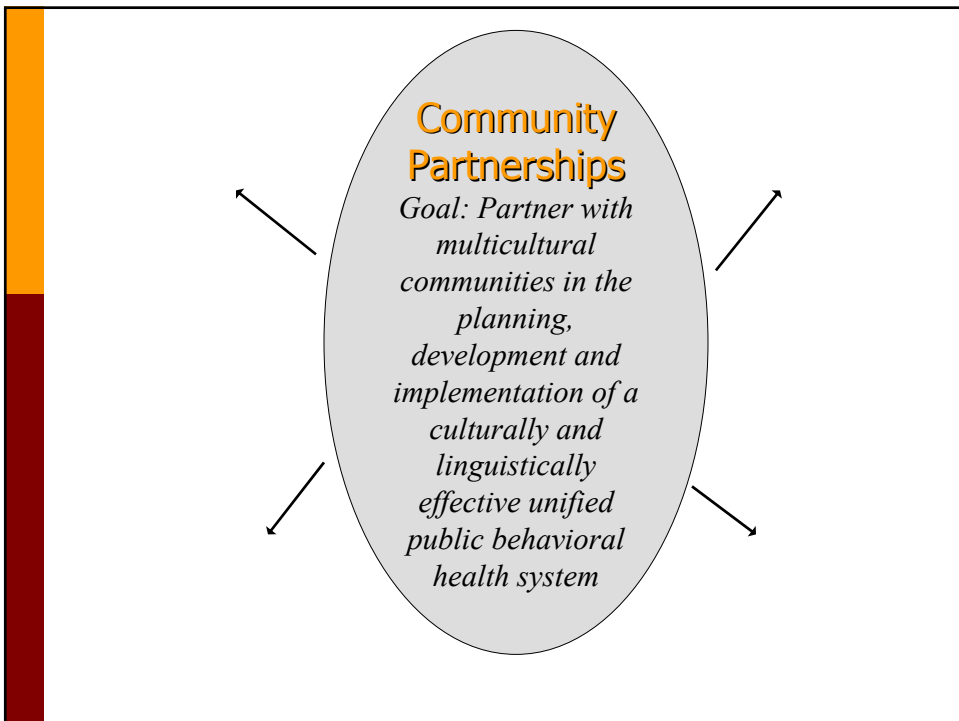 Community
Partnerships
Goal: Partner with
multicultural
communities in the
planning,
development and
implementation of a
culturally and
linguistically
effective unified
public behavioral
health system